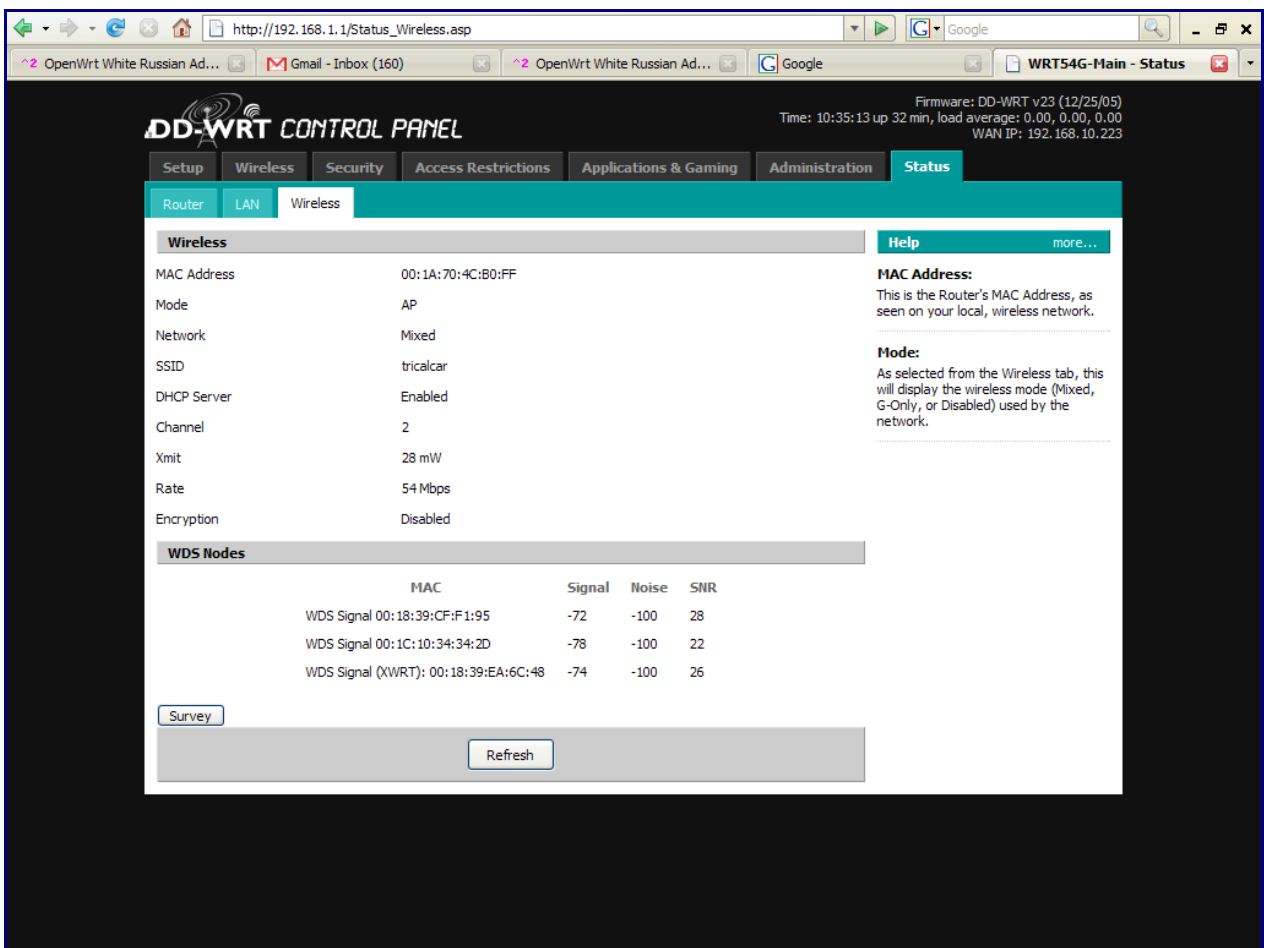 http://192.168.1.1/Status_Wireless.asp
G Google
^2 OpenWrt White Russian Ad...
Gmail - Inbox (160)
^2 OpenWrt White Russian Ad...
G Google
WRT54G-Main - Status
DD-WRT CONTROL PANEL
Firmware: DD-WRT v23 (12/25/05)
Time: 10:35:13 up 32 min, load average: 0.00, 0.00, 0.00
WAN IP: 192.168.10.223
Setup Wireless Security Access Restrictions Applications & Gaming Administration Status
Router LAN Wireless
Wireless
MAC Address 00:1A:70:4C:B0:FF
Mode AP
Network Mixed
SSID tricalcar
DHCP Server Enabled
Channel 2
Xmit 28 mW
Rate 54 Mbps
Encryption Disabled
WDS Nodes
MAC Signal Noise SNR
WDS Signal 00:18:39:CF:F1:95 -72 -100 28
WDS Signal 00:1C:10:34:34:2D -78 -100 22
WDS Signal (XWRT): 00:18:39:EA:6C:48 -74 -100 26
Survey
Refresh
Help more...
MAC Address:
This is the Router's MAC Address, as
seen on your local, wireless network.
Mode:
As selected from the Wireless tab, this
will display the wireless mode (Mixed,
G-Only, or Disabled) used by the
network.